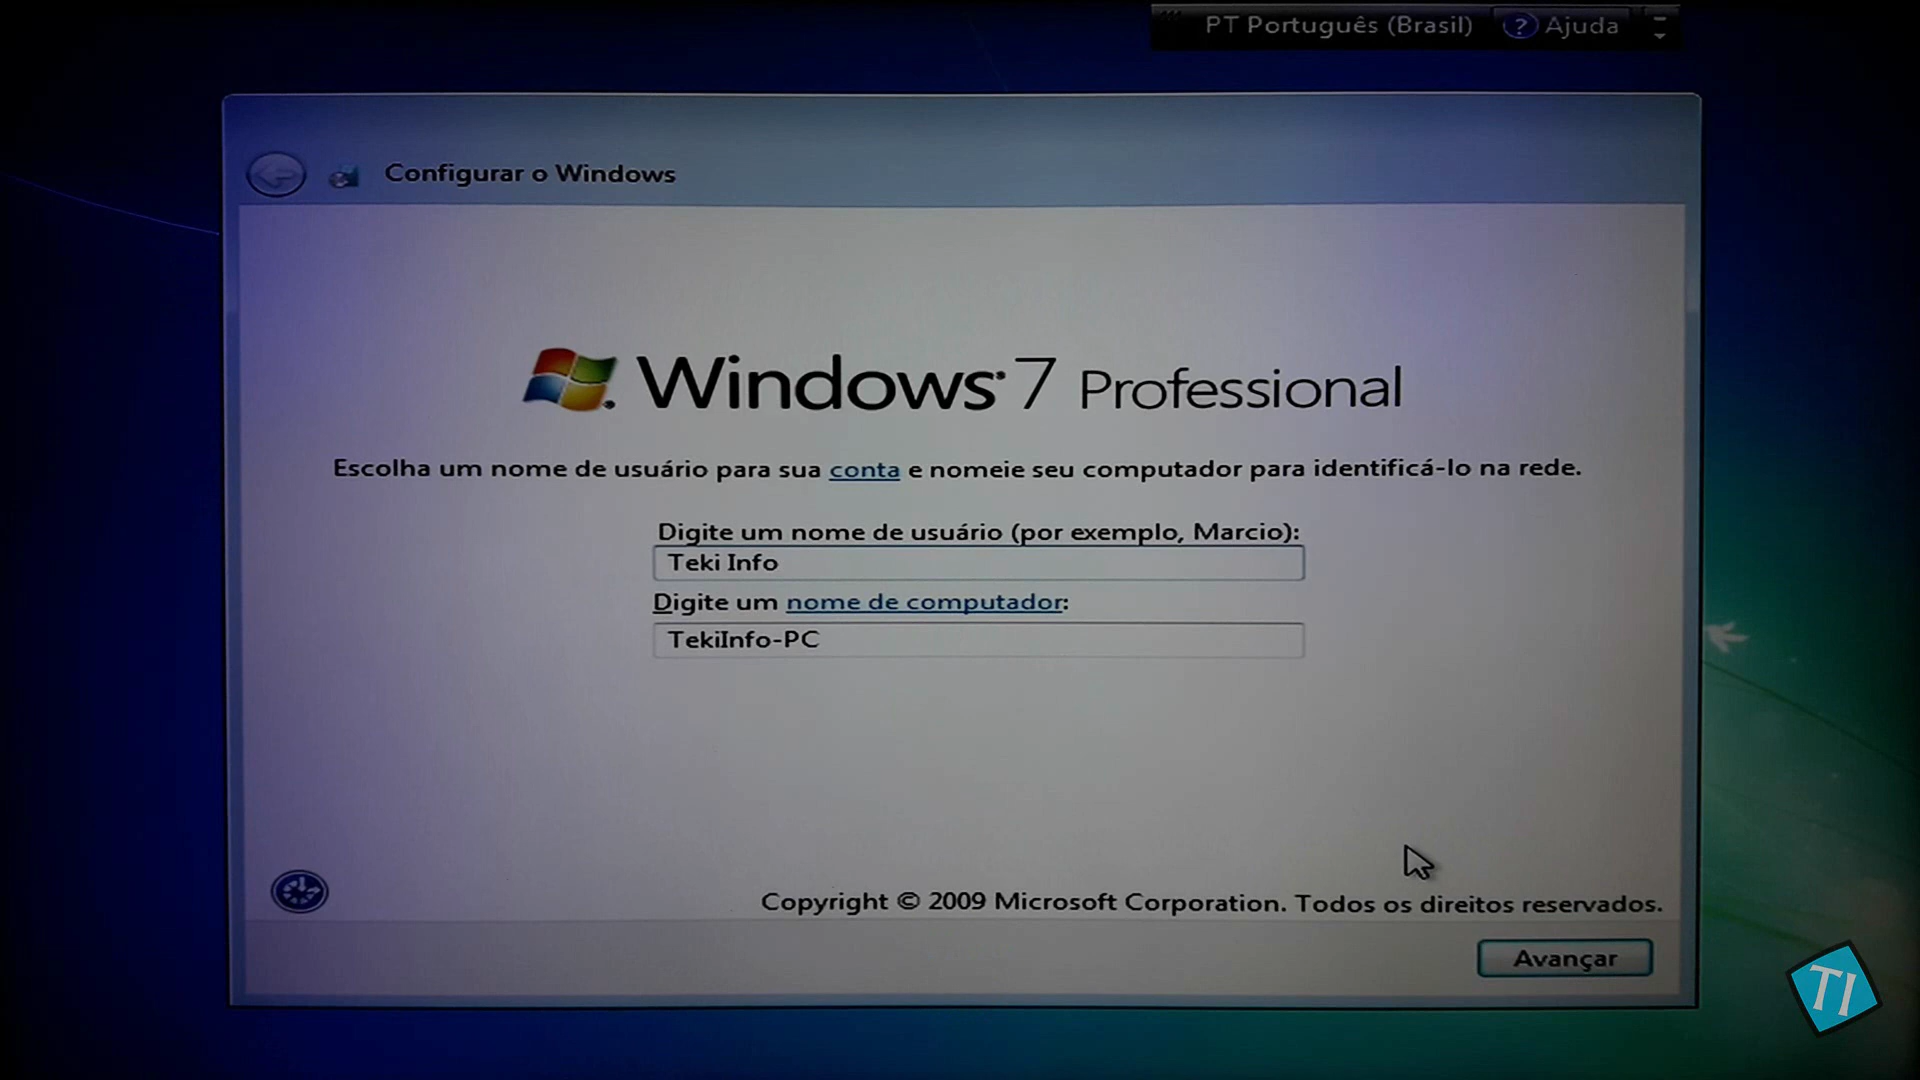 PT Português (Brasil) ? Ajuda
Configurar o Windows
Windows 7 Professional
Escolha um nome de usuário para sua conta e nomeie seu computador para identificá-lo na rede.
Digite um nome de usuário (por exemplo, Marcio):
Teki Info
Digite um nome de computador:
TekiInfo-PC
Copyright © 2009 Microsoft Corporation. Todos os direitos reservados.
Avançar
TI